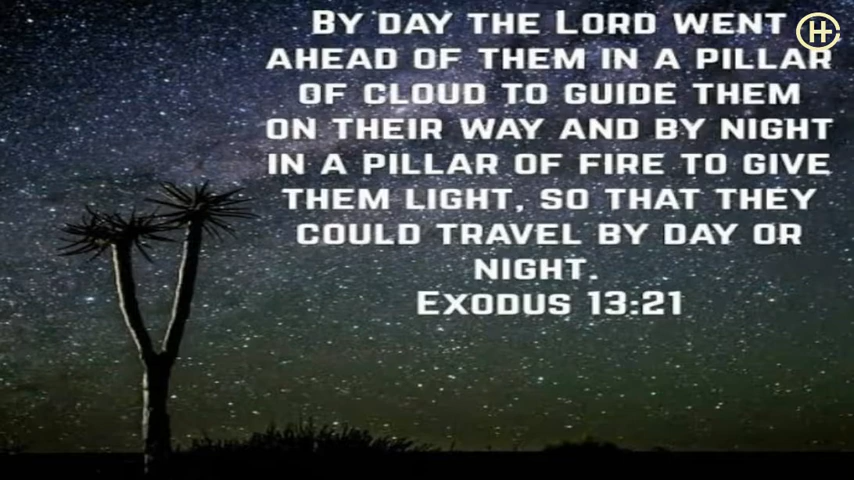 By day the Lord went
ahead of them in a pillar
of cloud to guide them
on their way and by night
in a pillar of fire to give
them light, so that they
could travel by day or
night.
Exodus 13:21
CH